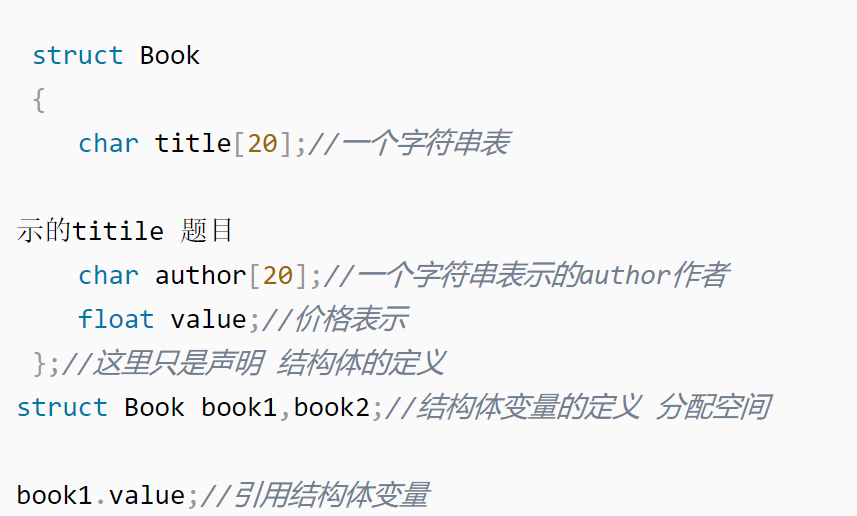 struct Book
{
char title[20];//一个字符串表
示的titile 题目
char author[20];//一个字符串表示的author作者
float value;//价格表示
};//这里只是声明 结构体的定义
struct Book book1,book2;//结构体变量的定义 分配空间
book1.value;//引用结构体变量